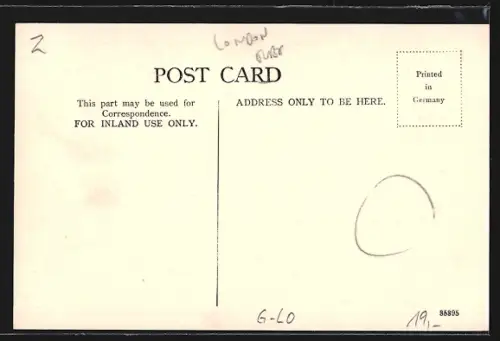 Z
LONDON
POST CARD
Printed
in
Germany
This part may be used for
Correspondence.
FOR INLAND USE ONLY.
ADDRESS ONLY TO BE HERE.
G-LO
19,-
88895